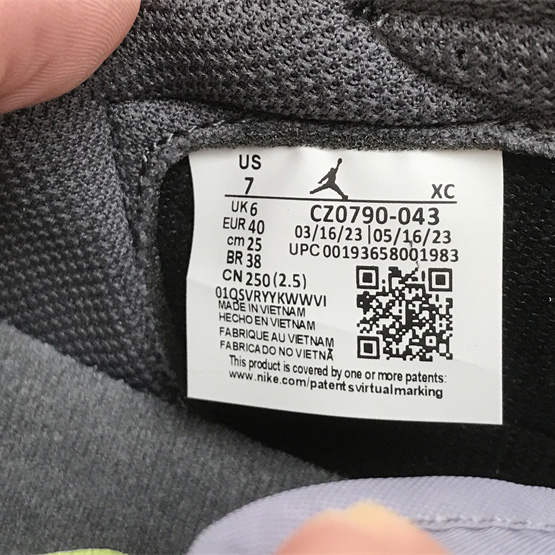 US
7 XC
UK 6
EUR 40
cm 25
BR 38
CN 250 (2.5)
CZ0790-043
03/16/23 | 05/16/23
UPC 00193658001983
01QSVRYYKWWVI
MADE IN VIETNAM
HECHO EN VIETNAM
FABRIQUE AU VIETNAM
FABRICADO NO VIETNÃ
This product is covered by one or more patents:
www.nike.com/patentsvirtualmarking